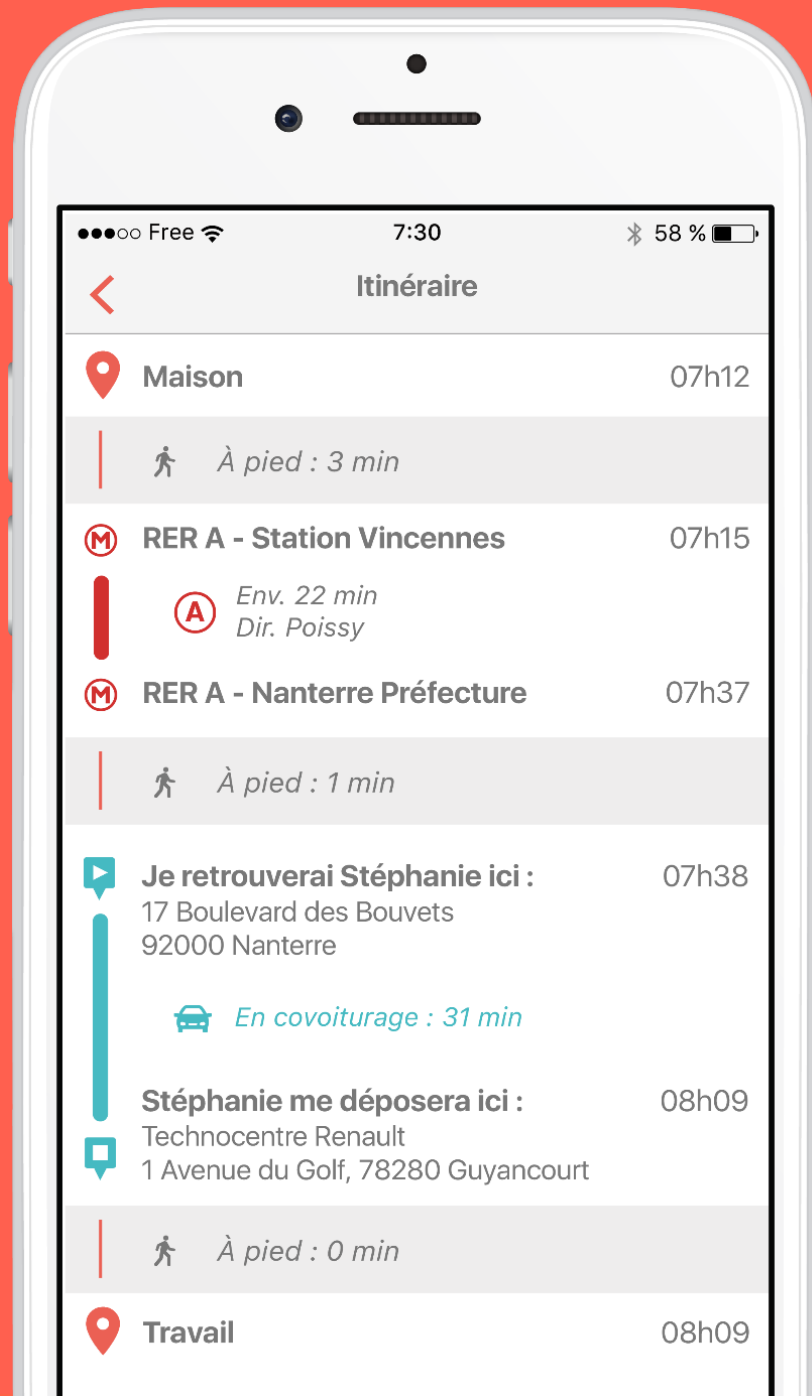 Free 7:30 58 %
Itinéraire
Maison 07h12
À pied : 3 min
M RER A - Station Vincennes 07h15
A Env. 22 min
Dir. Poissy
M RER A - Nanterre Préfecture 07h37
À pied : 1 min
Je retrouverai Stéphanie ici : 07h38
17 Boulevard des Bouvets
92000 Nanterre
En covoiturage : 31 min
Stéphanie me déposera ici : 08h09
Technocentre Renault
1 Avenue du Golf, 78280 Guyancourt
À pied : 0 min
Travail 08h09